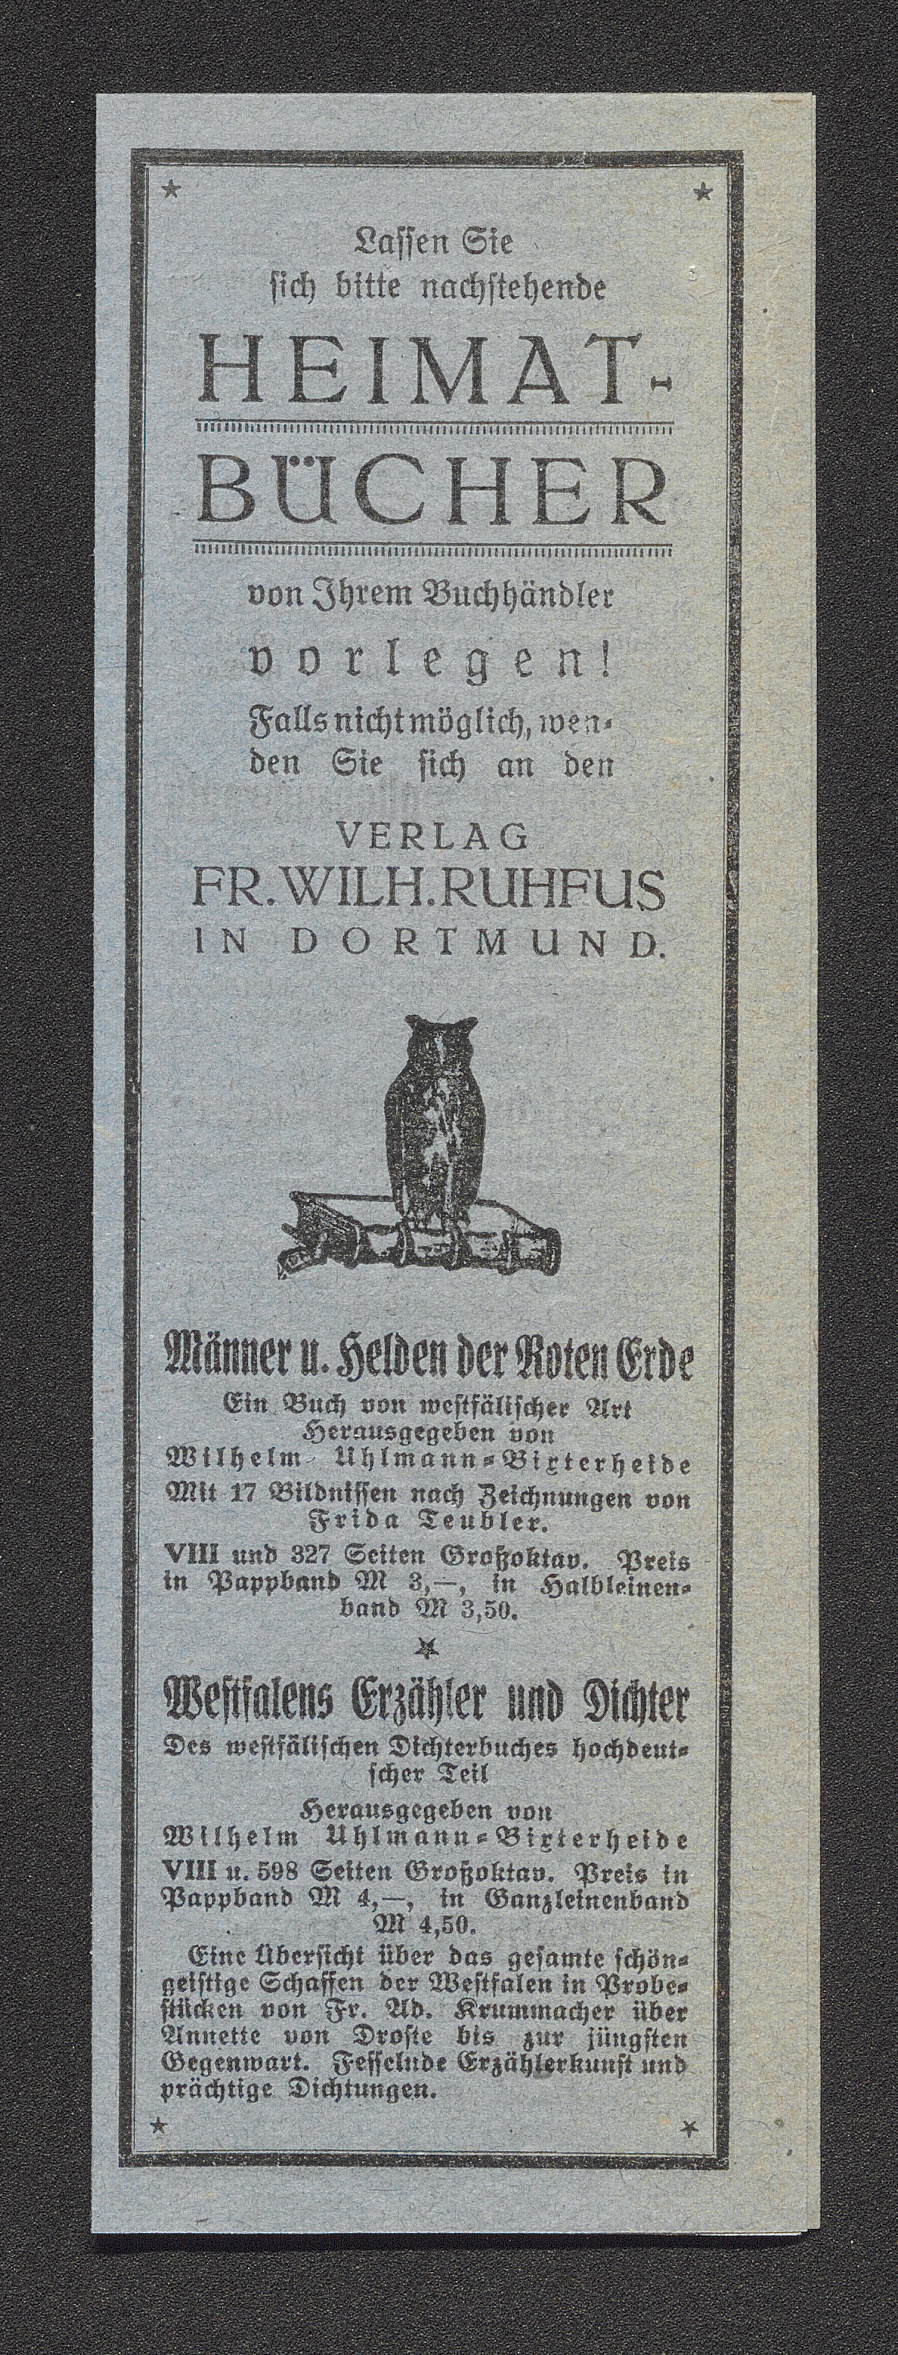 Lassen Sie
sich bitte nachstehende
HEIMAT-
BÜCHER
von Ihrem Buchhändler
vorlegen!
Falls nicht möglich, wen-
den Sie sich an den
VERLAG
FR. WILH. RUHFUS
IN DORTMUND.
Männer u. Helden der Roten Erde
Ein Buch von westfälischer Art
Herausgegeben von
Wilhelm Uhlmann-Bixterheide
Mit 17 Bildnissen nach Zeichnungen von
Frida Teubler.
VIII und 327 Seiten Großoktav. Preis
in Pappband M 3,—, in Halbleinen-
band M 3,50.
Westfalens Erzähler und Dichter
Des westfälischen Dichterbuches hochdeut-
scher Teil
Herausgegeben von
Wilhelm Uhlmann-Bixterheide
VIII u. 598 Seiten Großoktav. Preis in
Pappband M 4,—, in Ganzleinenband
M 4,50.
Eine Übersicht über das gesamte schön-
geistige Schaffen der Westfalen in Probe-
stücken von Fr. Ad. Krummacher über
Annette von Droste bis zur jüngsten
Gegenwart. Fesselnde Erzählerkunst und
prächtige Dichtungen.